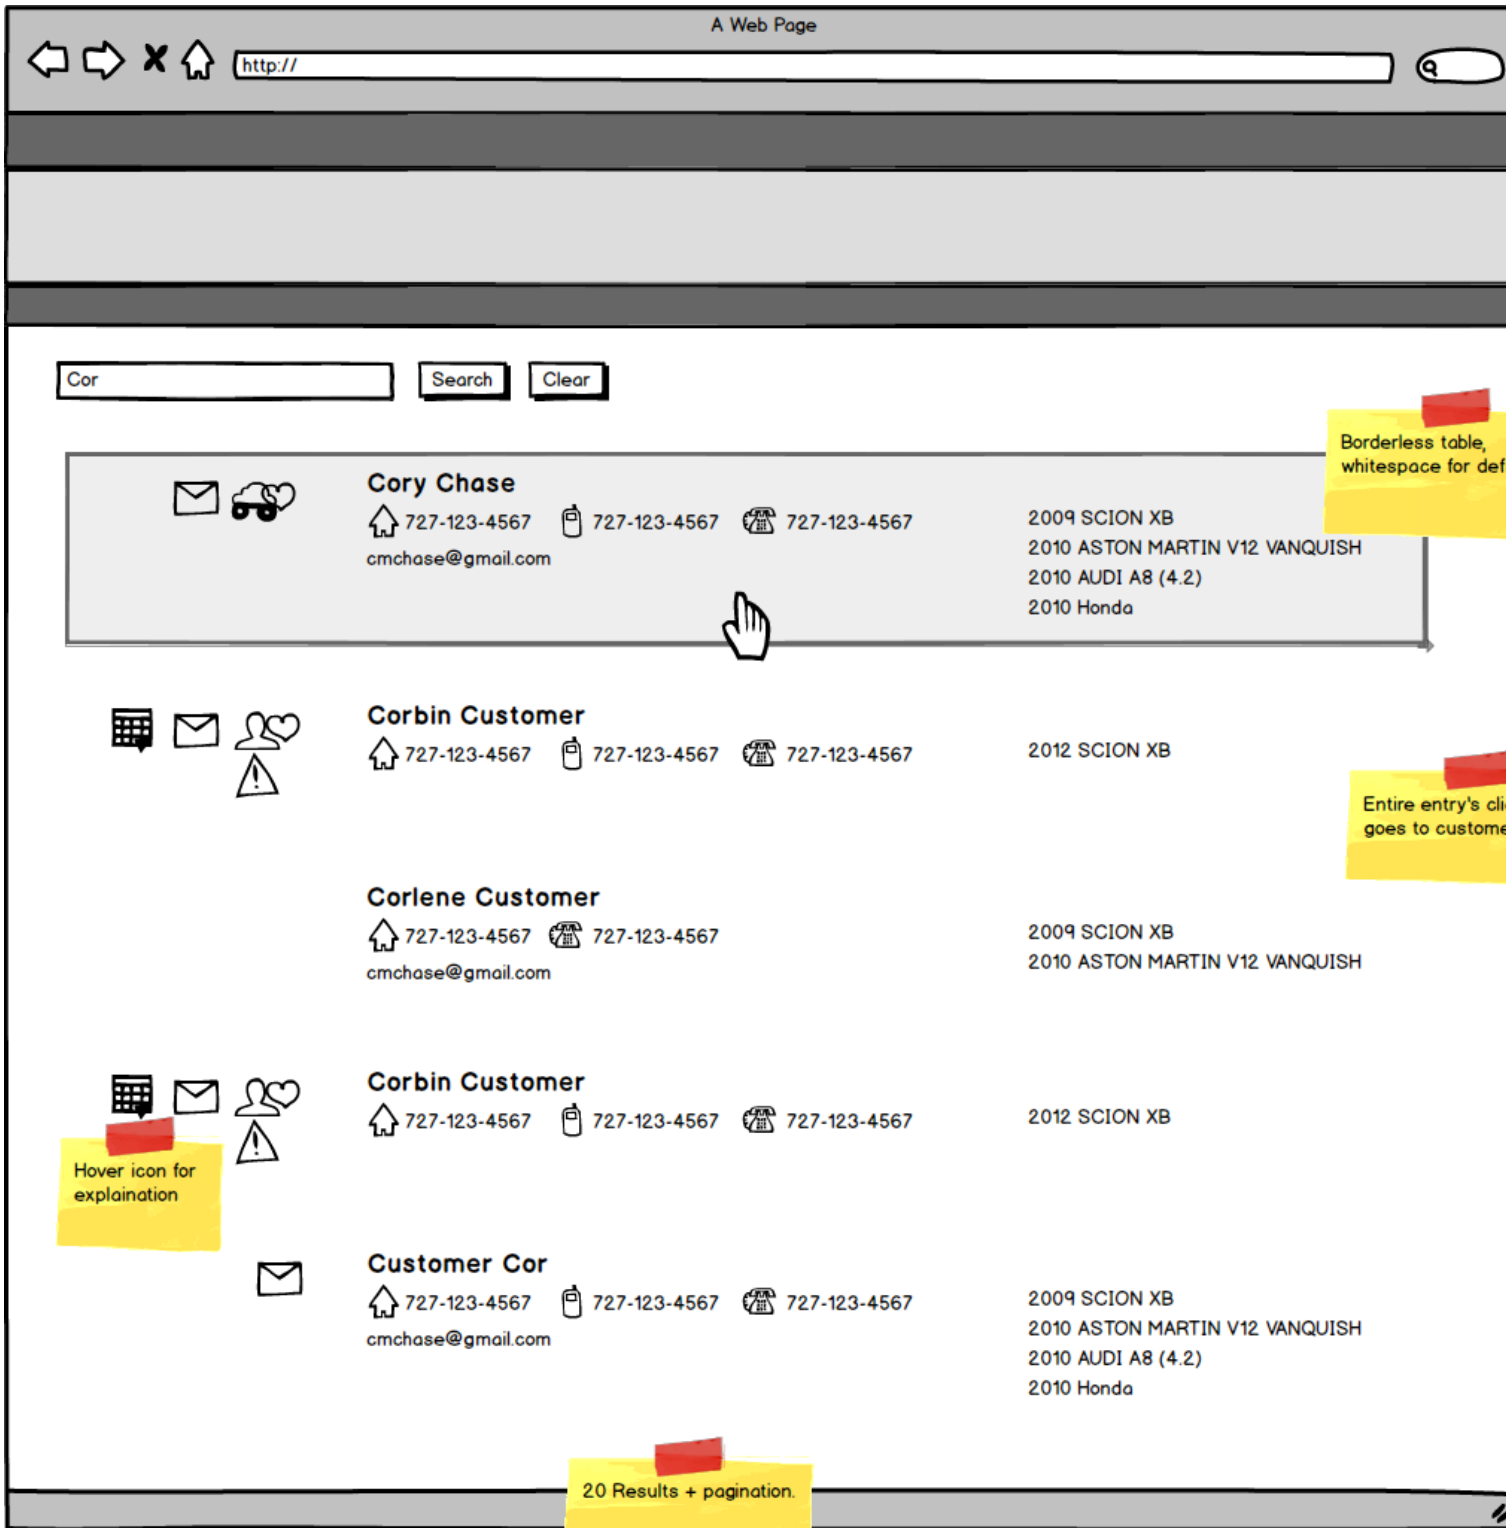 A Web Page
http://
Cor
Search
Clear
Borderless table,
whitespace for def
Cory Chase
727-123-4567 727-123-4567 727-123-4567
cmchase@gmail.com
2009 SCION XB
2010 ASTON MARTIN V12 VANQUISH
2010 AUDI A8 (4.2)
2010 Honda
Corbin Customer
727-123-4567 727-123-4567 727-123-4567
2012 SCION XB
Entire entry's cli
goes to custome
Corlene Customer
727-123-4567 727-123-4567
cmchase@gmail.com
2009 SCION XB
2010 ASTON MARTIN V12 VANQUISH
Corbin Customer
727-123-4567 727-123-4567 727-123-4567
2012 SCION XB
Hover icon for
explaination
Customer Cor
727-123-4567 727-123-4567 727-123-4567
cmchase@gmail.com
2009 SCION XB
2010 ASTON MARTIN V12 VANQUISH
2010 AUDI A8 (4.2)
2010 Honda
20 Results + pagination.